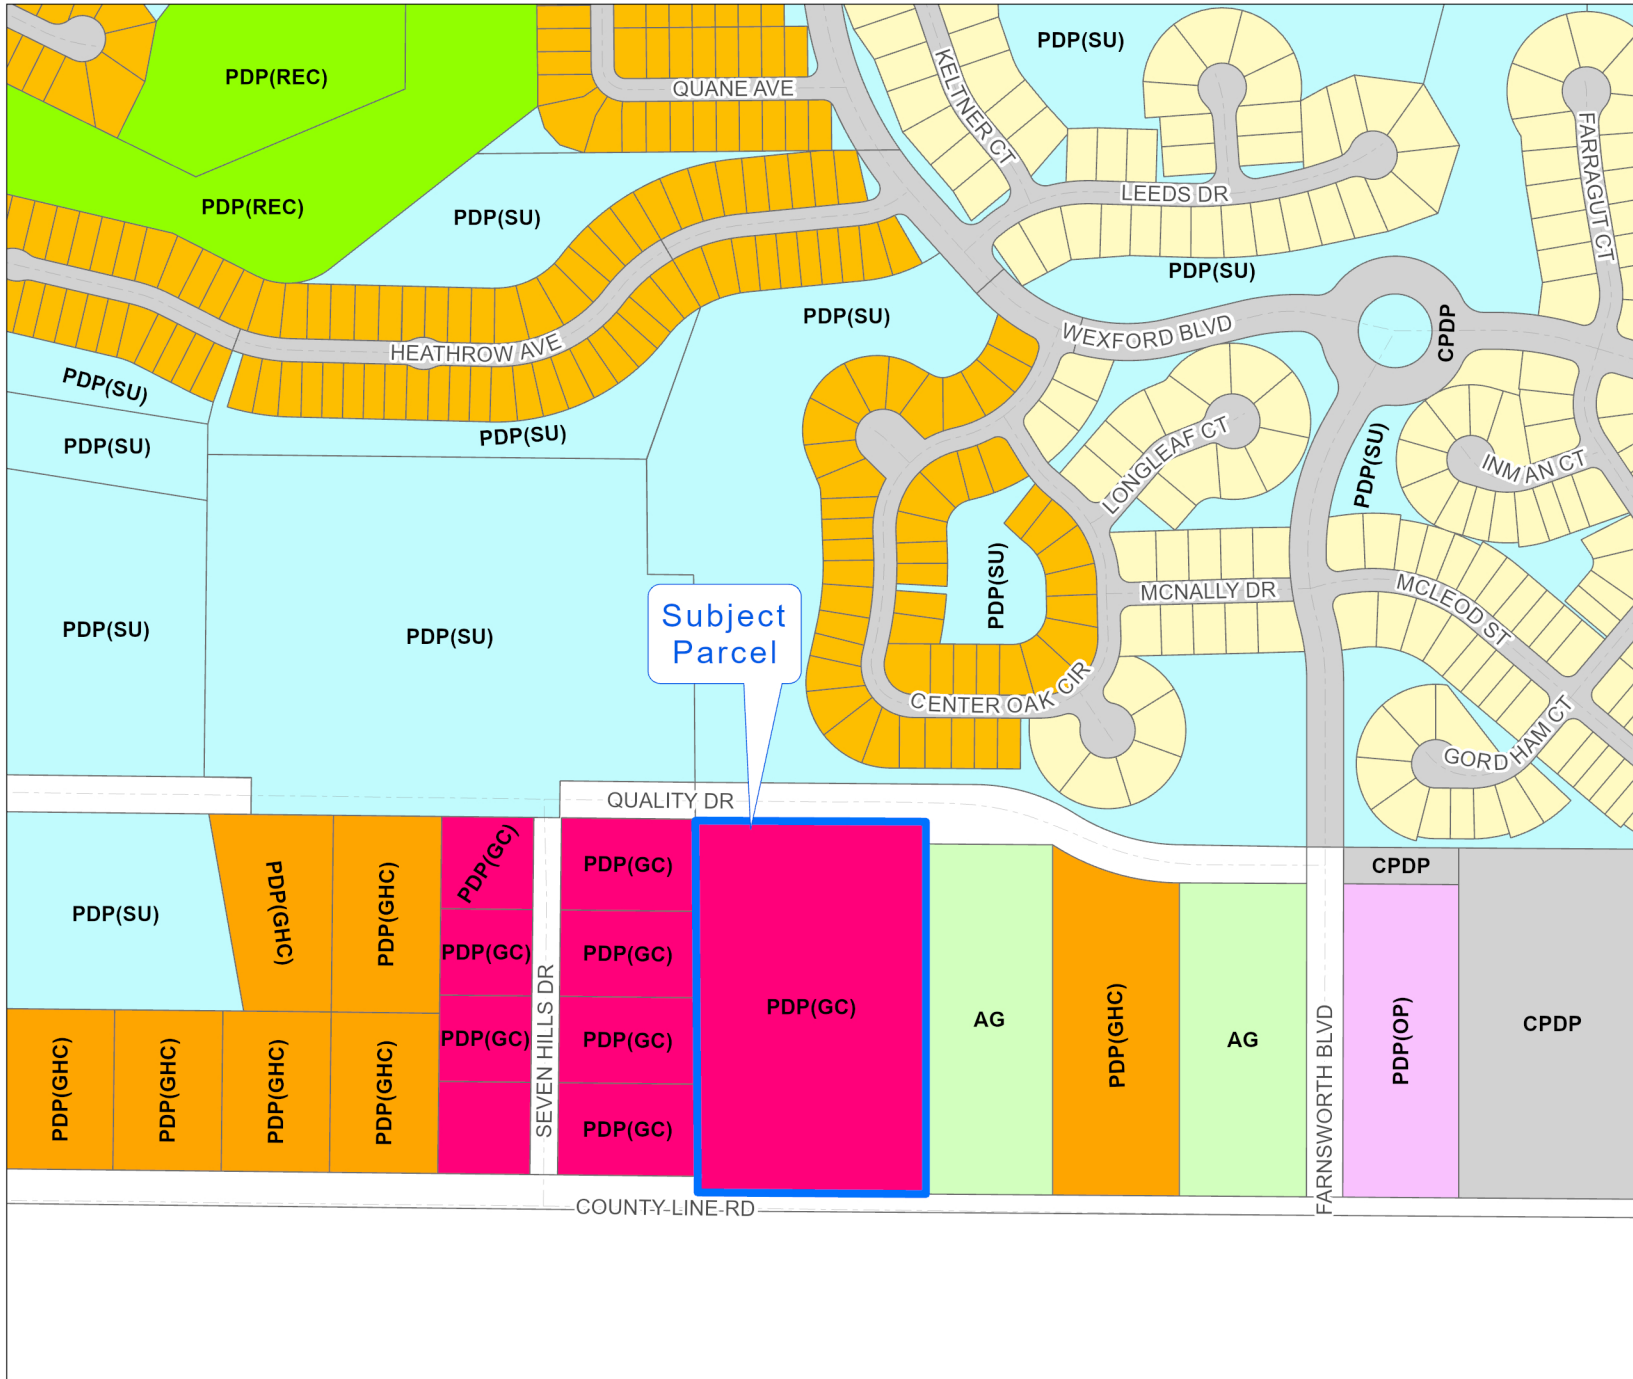 PDP(SU)
PDP(REC)
QUANE AVE
KELTNER CT
FARRAGUT CT
LEEDS DR
PDP(REC)
PDP(SU)
PDP(SU)
PDP(SU)
WEXFORD BLVD
CPDP
HEATHROW AVE
PDP(SU)
PDP(SU)
PDP(SU)
LONGLEAF CT
PDP(SU)
INMAN CT
PDP(SU)
PDP(SU)
PDP(SU)
MCNALLY DR
MCLEOD ST
Subject
Parcel
CENTER OAK CIR
GORDHAM CT
QUALITY DR
PDP(SU)
PDP(GHC)
PDP(GHC)
PDP(GC)
PDP(GC)
CPDP
PDP(GC)
PDP(GC)
PDP(GC)
AG
PDP(GHC)
AG
PDP(OP)
CPDP
PDP(GC)
PDP(GC)
PDP(GHC)
PDP(GHC)
PDP(GHC)
PDP(GHC)
SEVEN HILLS DR
PDP(GC)
FARNSWORTH BLVD
COUNTY LINE RD